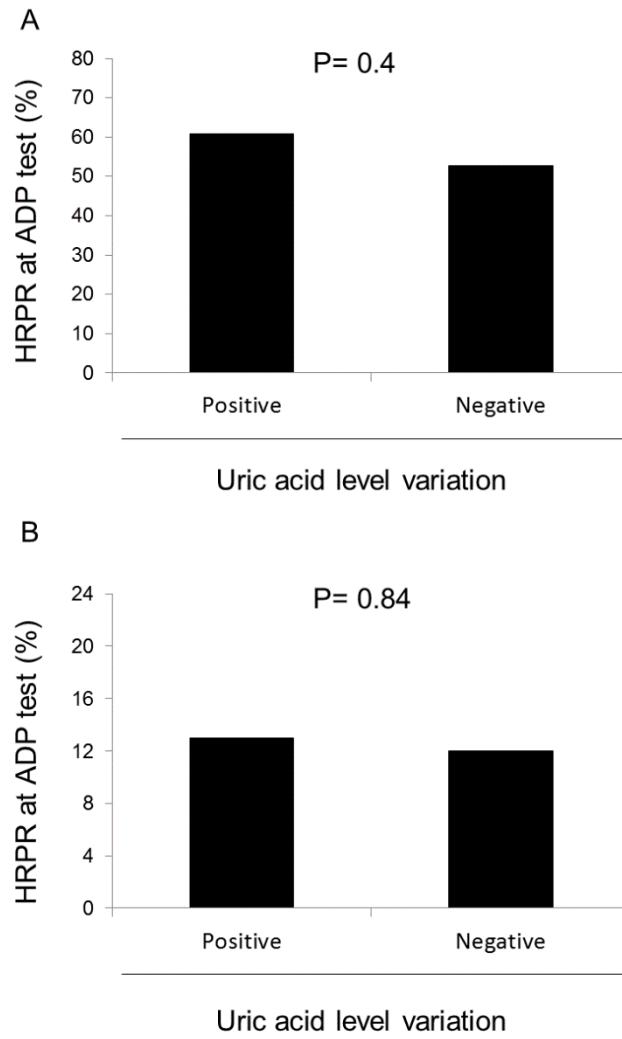 A
P= 0.4
HRPR at ADP test (%)
80
70
60
50
40
30
20
10
0
Positive Negative
Uric acid level variation
B
P= 0.84
HRPR at ADP test (%)
24
20
16
12
8
4
0
Positive Negative
Uric acid level variation